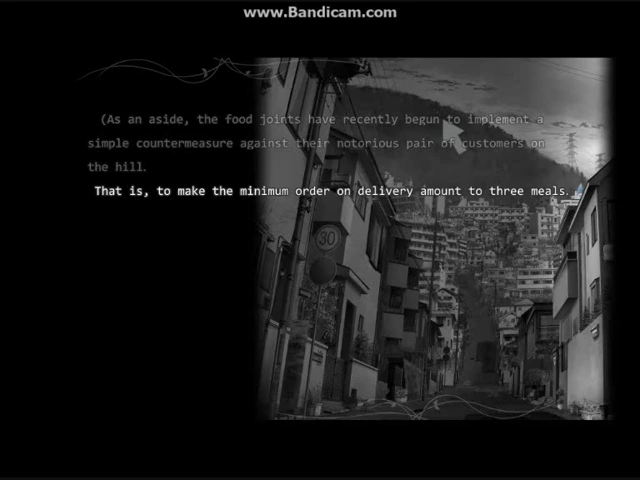 www.Bandicam.com
(As an aside, the food joints have recently begun to implement a
simple countermeasure against their notorious pair of customers on
the hill.
That is, to make the minimum order on delivery amount to three meals.
30